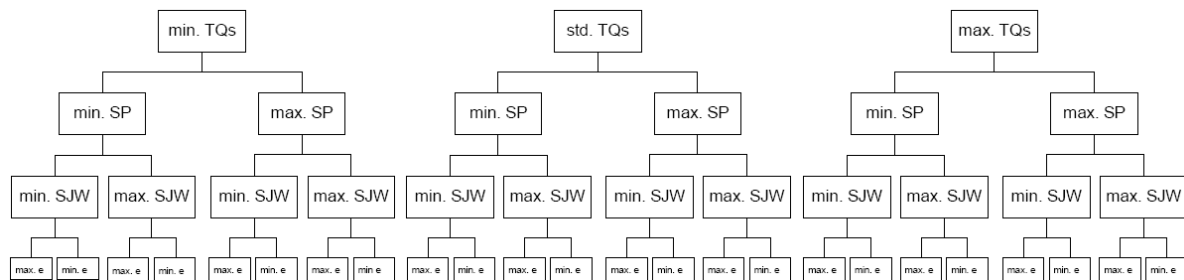 min. TQs std. TQs max. TQs
min. SP max. SP min. SP max. SP min. SP max. SP
min. SJW max. SJW min. SJW max. SJW min. SJW max. SJW min. SJW max. SJW min. SJW max. SJW min. SJW max. SJW
max. e min. e max. e min. e max. e min. e max. e min e max. e min. e max. e min. e max. e min. e max. e min. e max. e min. e max. e min. e max. e min. e max. e min. e